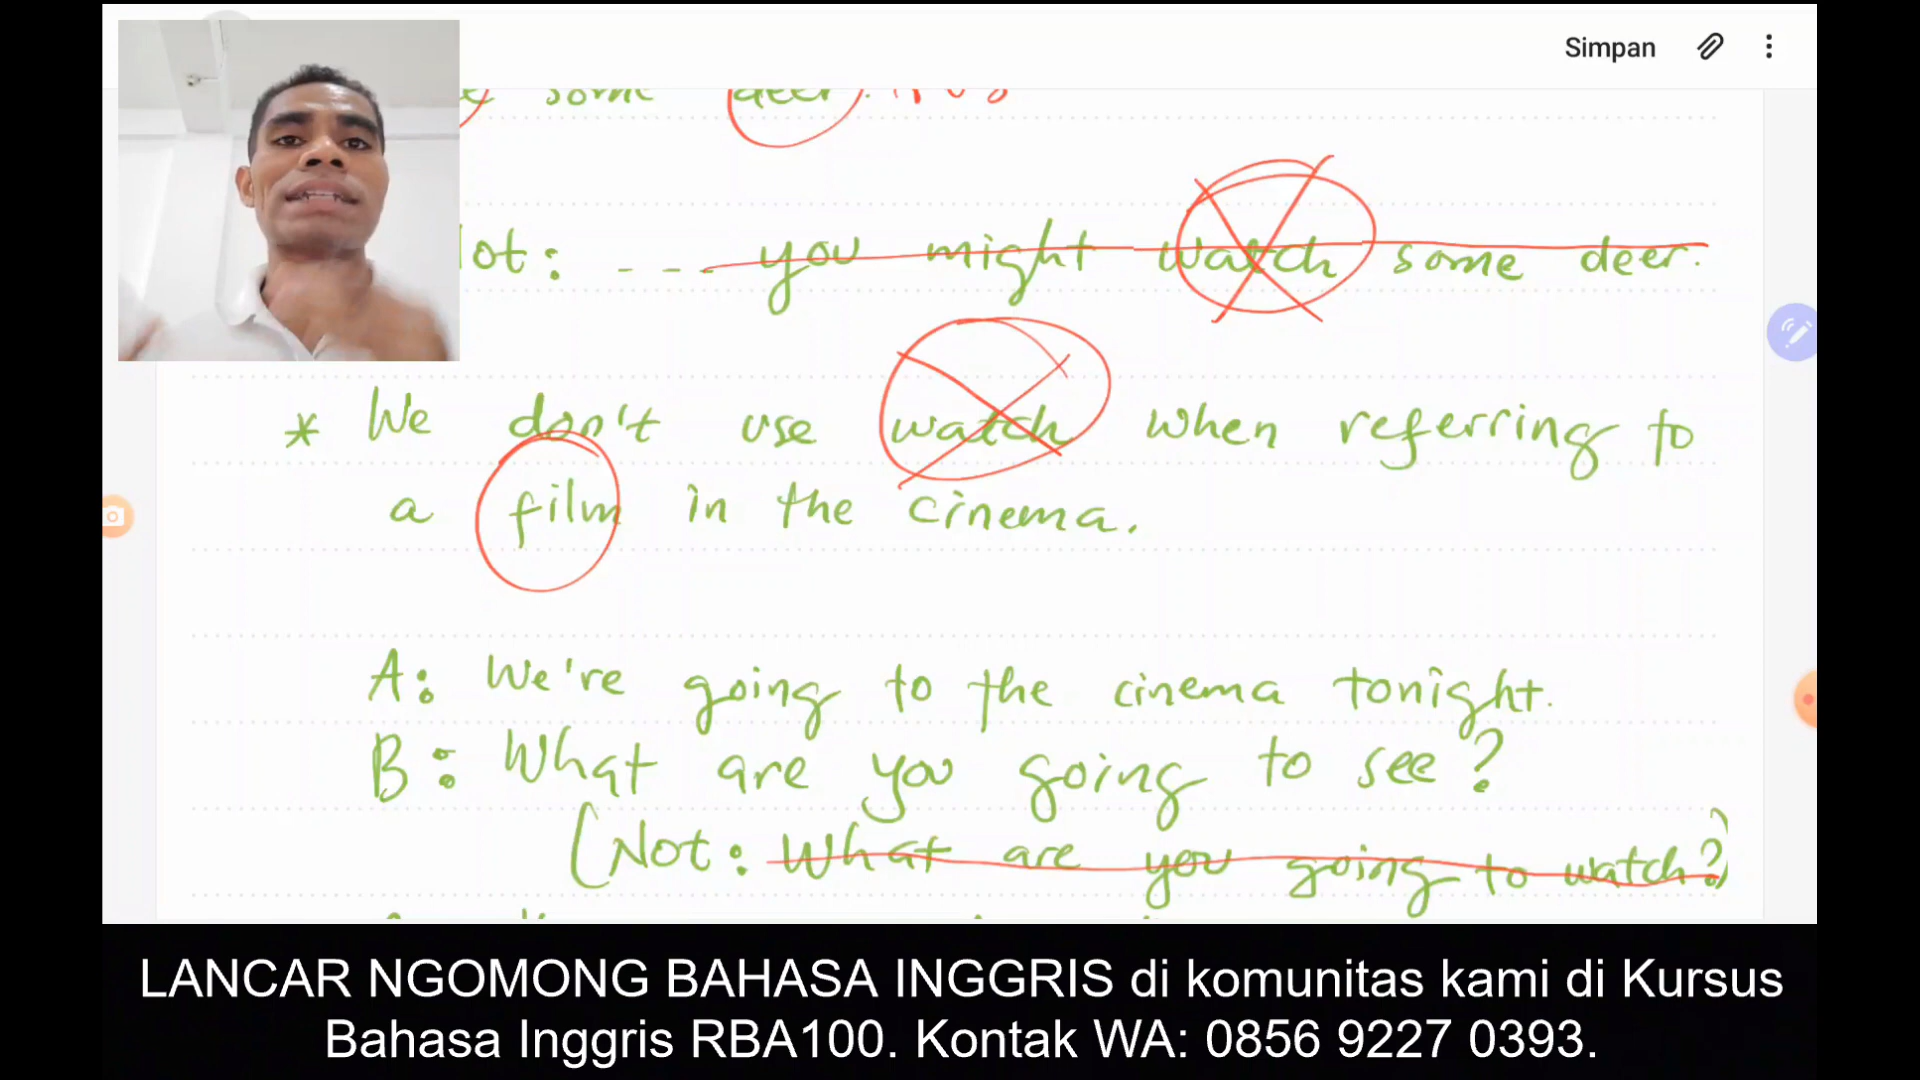 Simpan
some deer.
Not: --- you might watch some deer.
* We don't use watch when referring to
a film in the cinema.
A: We're going to the cinema tonight.
B: What are you going to see?
(Not: What are you going to watch?)
LANCAR NGOMONG BAHASA INGGRIS di komunitas kami di Kursus
Bahasa Inggris RBA100. Kontak WA: 0856 9227 0393.